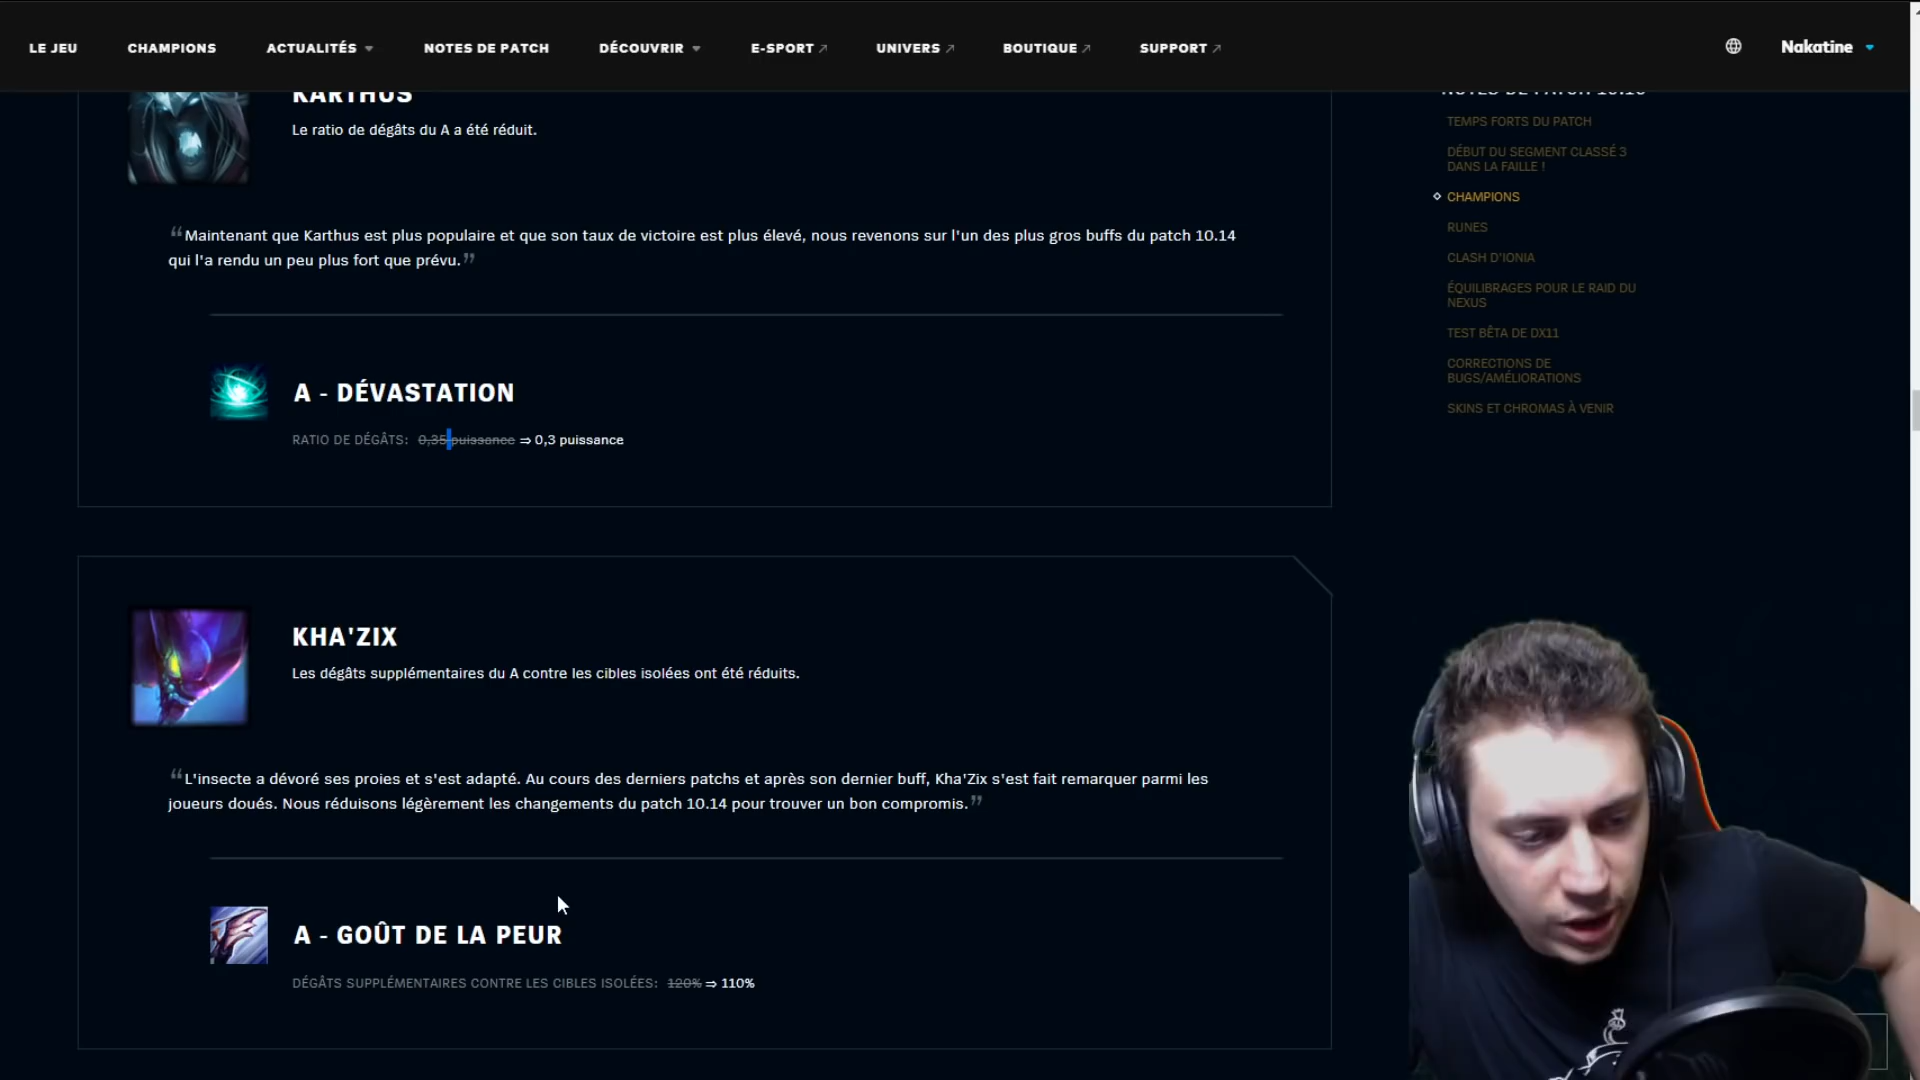 LE JEU CHAMPIONS ACTUALITÉS NOTES DE PATCH DÉCOUVRIR E-SPORT UNIVERS BOUTIQUE SUPPORT Nakatine
KARTHUS
Le ratio de dégâts du A a été réduit.
“Maintenant que Karthus est plus populaire et que son taux de victoire est plus élevé, nous revenons sur l'un des plus gros buffs du patch 10.14
qui l'a rendu un peu plus fort que prévu.”
A - DÉVASTATION
RATIO DE DÉGÂTS: 0,35 puissance ⇒ 0,3 puissance
KHA'ZIX
Les dégâts supplémentaires du A contre les cibles isolées ont été réduits.
“L'insecte a dévoré ses proies et s'est adapté. Au cours des derniers patchs et après son dernier buff, Kha'Zix s'est fait remarquer parmi les
joueurs doués. Nous réduisons légèrement les changements du patch 10.14 pour trouver un bon compromis.”
A - GOÛT DE LA PEUR
DÉGÂTS SUPPLÉMENTAIRES CONTRE LES CIBLES ISOLÉES: 120% ⇒ 110%
NOTES DE PATCH
TEMPS FORTS DU PATCH
DÉBUT DU SEGMENT CLASSÉ 3
DANS LA FAILLE !
CHAMPIONS
RUNES
CLASH D'IONIA
ÉQUILIBRAGES POUR LE RAID DU
NEXUS
TEST BÊTA DE DX11
CORRECTIONS DE
BUGS/AMÉLIORATIONS
SKINS ET CHROMAS À VENIR